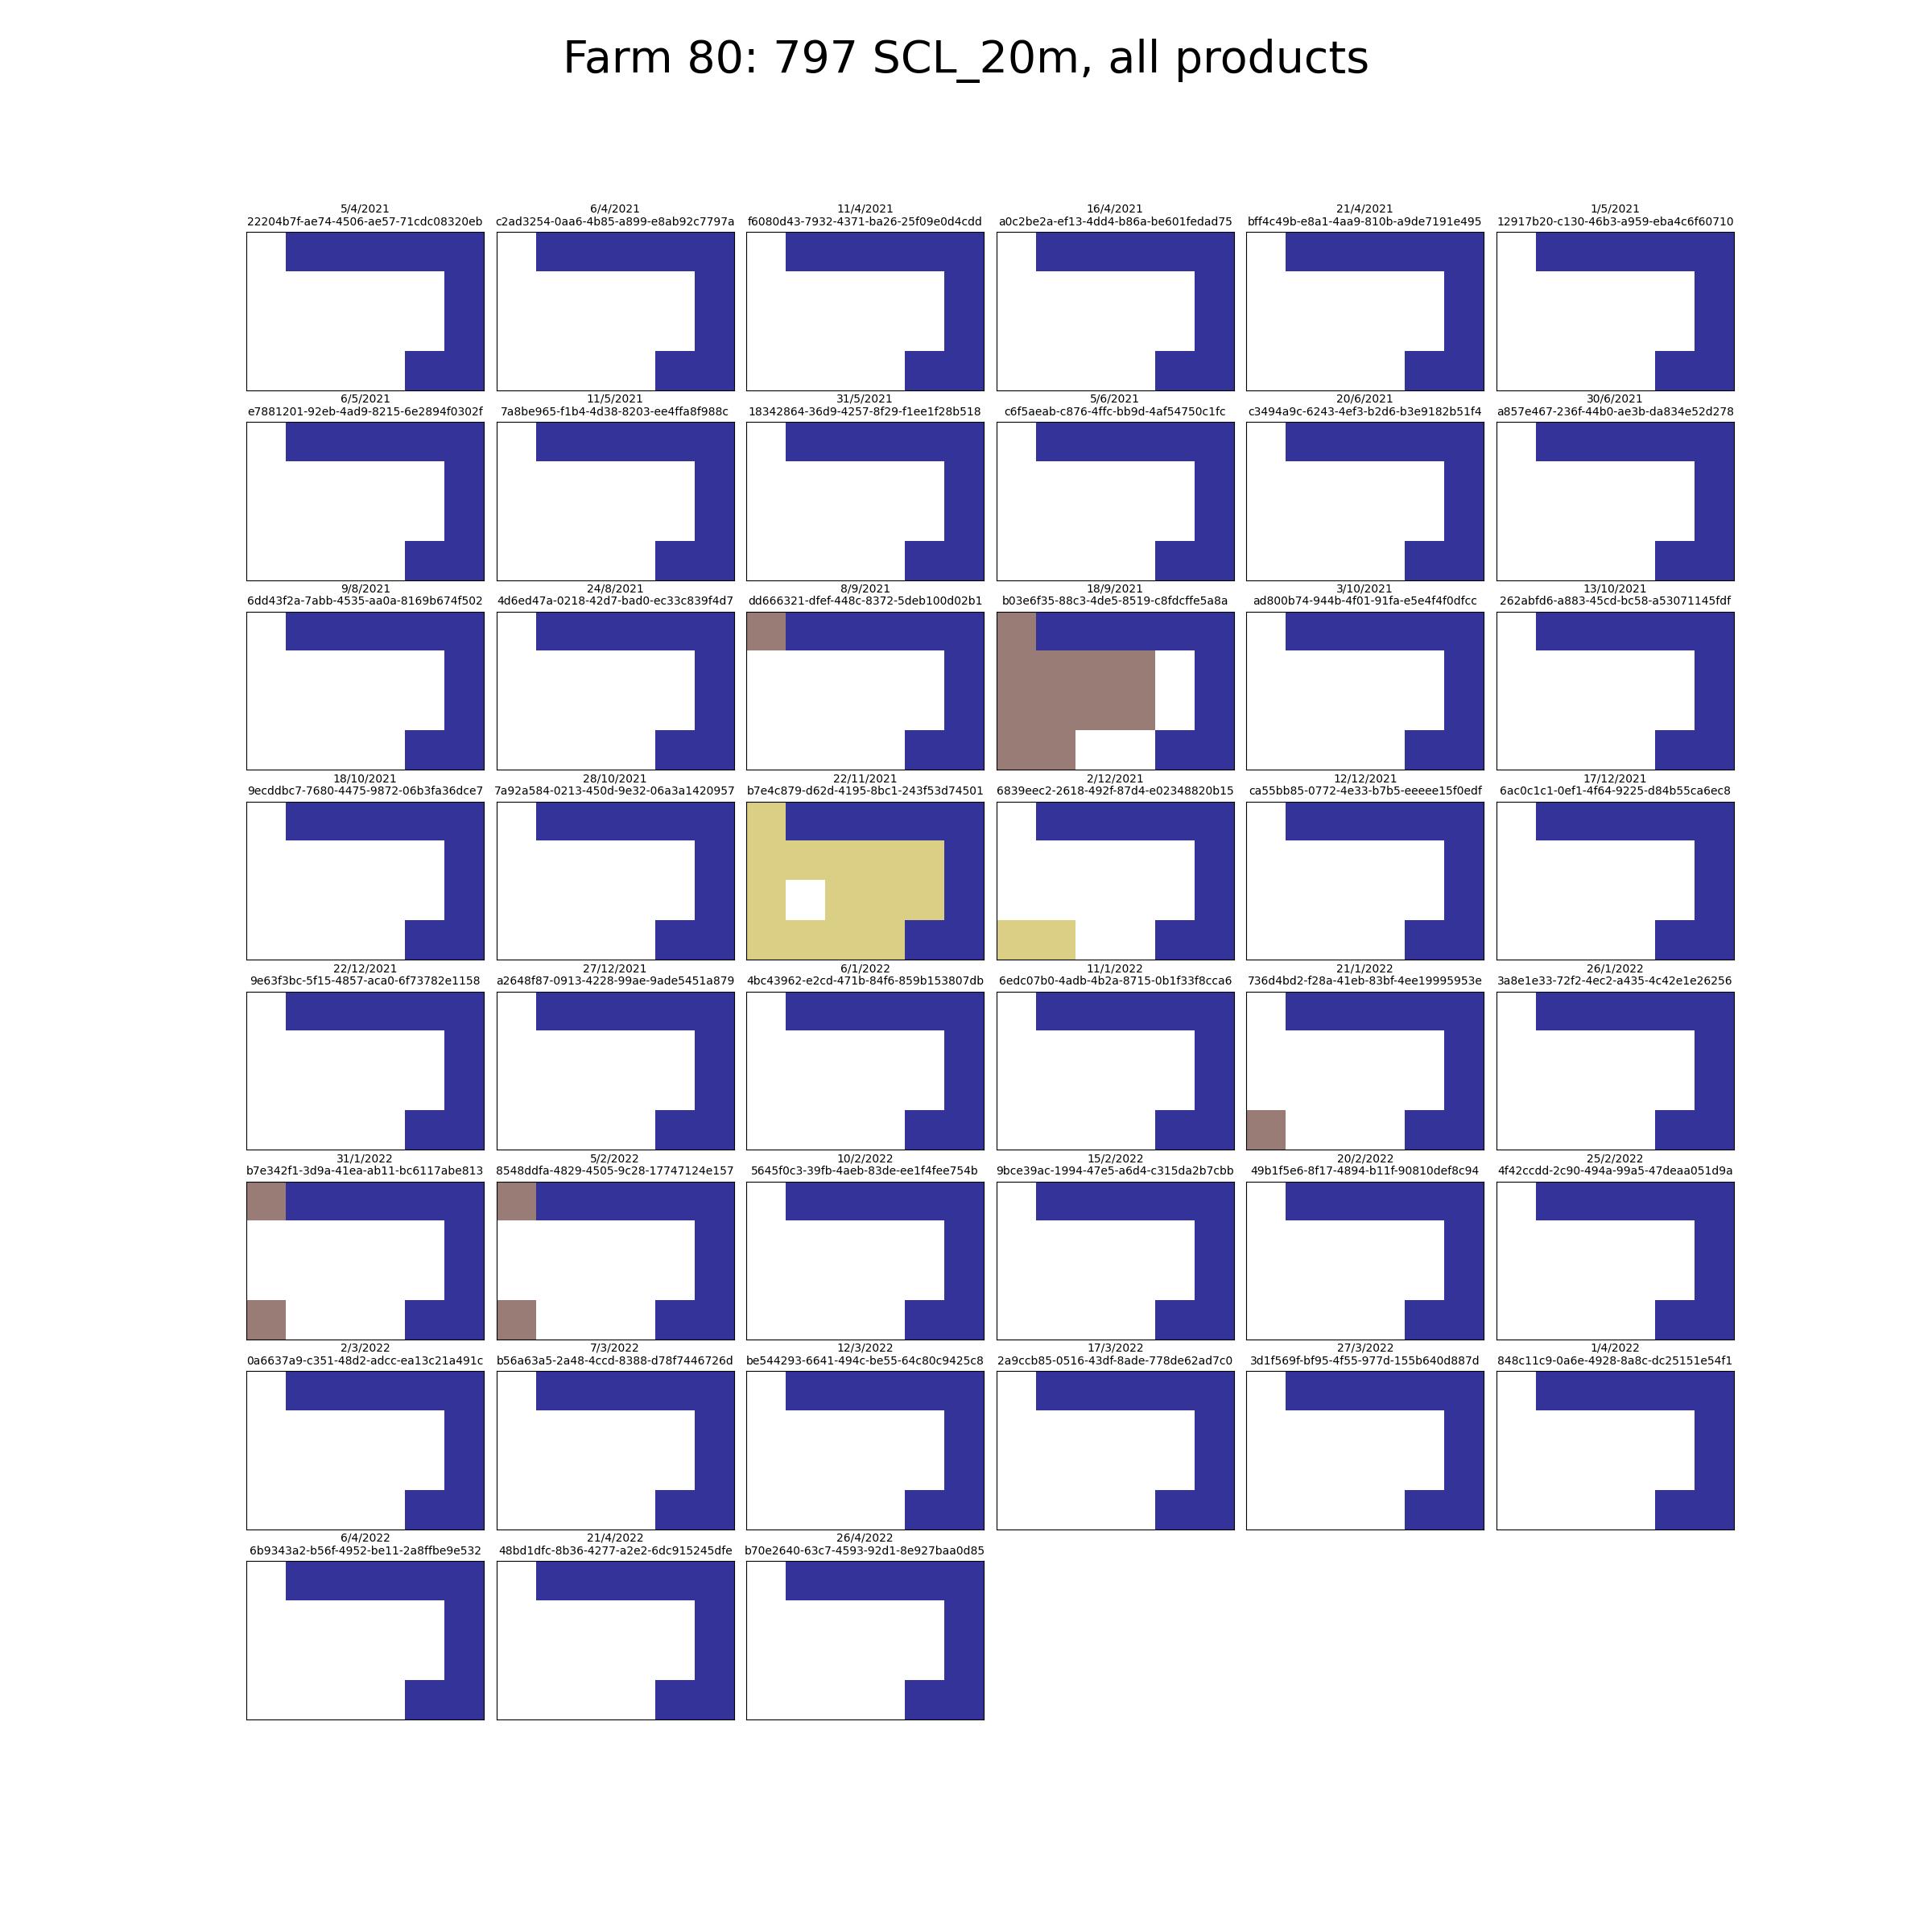 Farm 80: 797 SCL_20m, all products
5/4/2021
22204b7f-ae74-4506-ae57-71cdc08320eb
6/4/2021
c2ad3254-0aa6-4b85-a899-e8ab92c7797a
11/4/2021
f6080d43-7932-4371-ba26-25f09e0d4cdd
16/4/2021
a0c2be2a-ef13-4dd4-b86a-be601fedad75
21/4/2021
bff4c49b-e8a1-4aa9-810b-a9de7191e495
1/5/2021
12917b20-c130-46b3-a959-eba4c6f60710
6/5/2021
e7881201-92eb-4ad9-8215-6e2894f0302f
11/5/2021
7a8be965-f1b4-4d38-8203-ee4ffa8f988c
31/5/2021
18342864-36d9-4257-8f29-f1ee1f28b518
5/6/2021
c6f5aeab-c876-4ffc-bb9d-4af54750c1fc
20/6/2021
c3494a9c-6243-4ef3-b2d6-b3e9182b51f4
30/6/2021
a857e467-236f-44b0-ae3b-da834e52d278
9/8/2021
6dd43f2a-7abb-4535-aa0a-8169b674f502
24/8/2021
4d6ed47a-0218-42d7-bad0-ec33c839f4d7
8/9/2021
dd666321-dfef-448c-8372-5deb100d02b1
18/9/2021
b03e6f35-88c3-4de5-8519-c8fdcffe5a8a
3/10/2021
ad800b74-944b-4f01-91fa-e5e4f4f0dfcc
13/10/2021
262abfd6-a883-45cd-bc58-a53071145fdf
18/10/2021
9ecddbc7-7680-4475-9872-06b3fa36dce7
28/10/2021
7a92a584-0213-450d-9e32-06a3a1420957
22/11/2021
b7e4c879-d62d-4195-8bc1-243f53d74501
2/12/2021
6839eec2-2618-492f-87d4-e02348820b15
12/12/2021
ca55bb85-0772-4e33-b7b5-eeeee15f0edf
17/12/2021
6ac0c1c1-0ef1-4f64-9225-d84b55ca6ec8
22/12/2021
9e63f3bc-5f15-4857-aca0-6f73782e1158
27/12/2021
a2648f87-0913-4228-99ae-9ade5451a879
6/1/2022
4bc43962-e2cd-471b-84f6-859b153807db
11/1/2022
6edc07b0-4adb-4b2a-8715-0b1f33f8cca6
21/1/2022
736d4bd2-f28a-41eb-83bf-4ee19995953e
26/1/2022
3a8e1e33-72f2-4ec2-a435-4c42e1e26256
31/1/2022
b7e342f1-3d9a-41ea-ab11-bc6117abe813
5/2/2022
8548ddfa-4829-4505-9c28-17747124e157
10/2/2022
5645f0c3-39fb-4aeb-83de-ee1f4fee754b
15/2/2022
9bce39ac-1994-47e5-a6d4-c315da2b7cbb
20/2/2022
49b1f5e6-8f17-4894-b11f-90810def8c94
25/2/2022
4f42ccdd-2c90-494a-99a5-47deaa051d9a
2/3/2022
0a6637a9-c351-48d2-adcc-ea13c21a491c
7/3/2022
b56a63a5-2a48-4ccd-8388-d78f7446726d
12/3/2022
be544293-6641-494c-be55-64c80c9425c8
17/3/2022
2a9ccb85-0516-43df-8ade-778de62ad7c0
27/3/2022
3d1f569f-bf95-4f55-977d-155b640d887d
1/4/2022
848c11c9-0a6e-4928-8a8c-dc25151e54f1
6/4/2022
6b9343a2-b56f-4952-be11-2a8ffbe9e532
21/4/2022
48bd1dfc-8b36-4277-a2e2-6dc915245dfe
26/4/2022
b70e2640-63c7-4593-92d1-8e927baa0d85